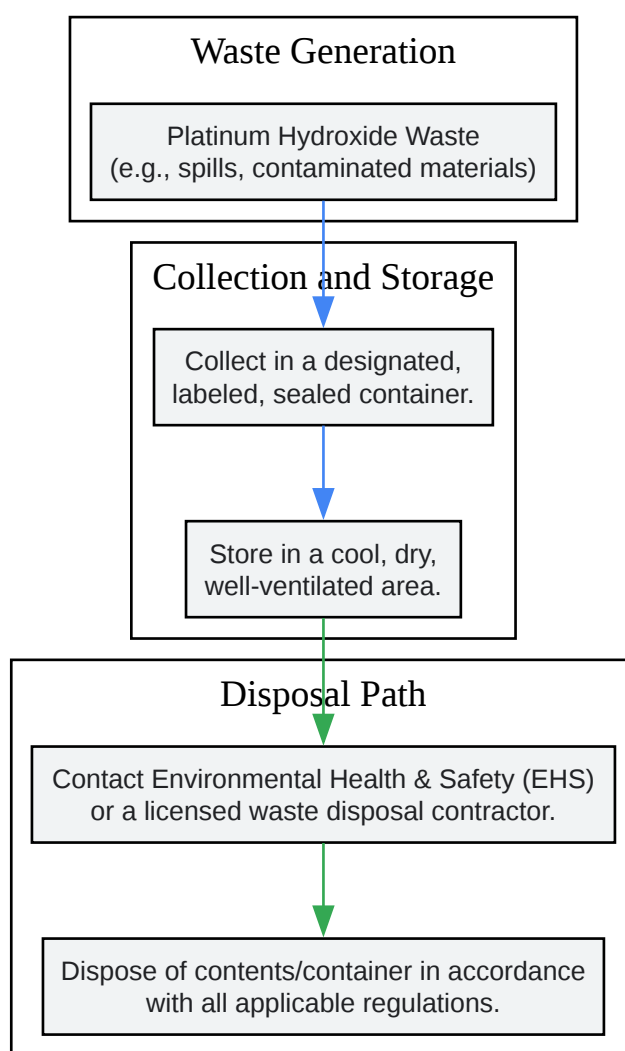 Waste Generation
Platinum Hydroxide Waste
(e.g., spills, contaminated materials)
Collection and Storage
Collect in a designated,
labeled, sealed container.
Store in a cool, dry,
well-ventilated area.
Disposal Path
Contact Environmental Health & Safety (EHS)
or a licensed waste disposal contractor.
Dispose of contents/container in accordance
with all applicable regulations.